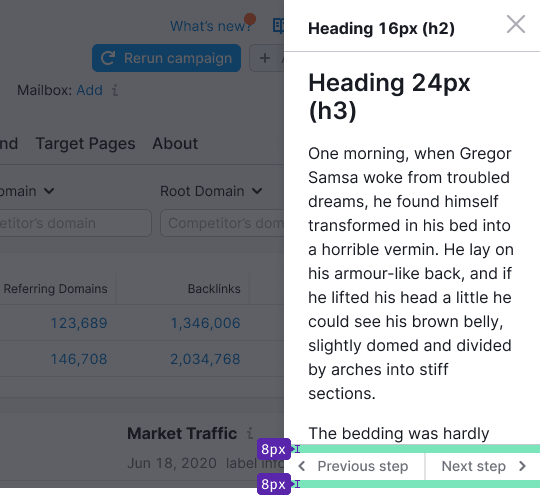 What's new?
Rerun campaign
Mailbox: Add
nd Target Pages About
omain Root Domain
etitor's domain Competitor's domain
Referring Domains Backlinks
123,689 1,346,006
146,708 2,034,768
Market Traffic
Jun 18, 2020 label info
Heading 16px (h2)
Heading 24px
(h3)
One morning, when Gregor
Samsa woke from troubled
dreams, he found himself
transformed in his bed into
a horrible vermin. He lay on
his armour-like back, and if
he lifted his head a little he
could see his brown belly,
slightly domed and divided
by arches into stiff
sections.
The bedding was hardly
8px
Previous step Next step
8px